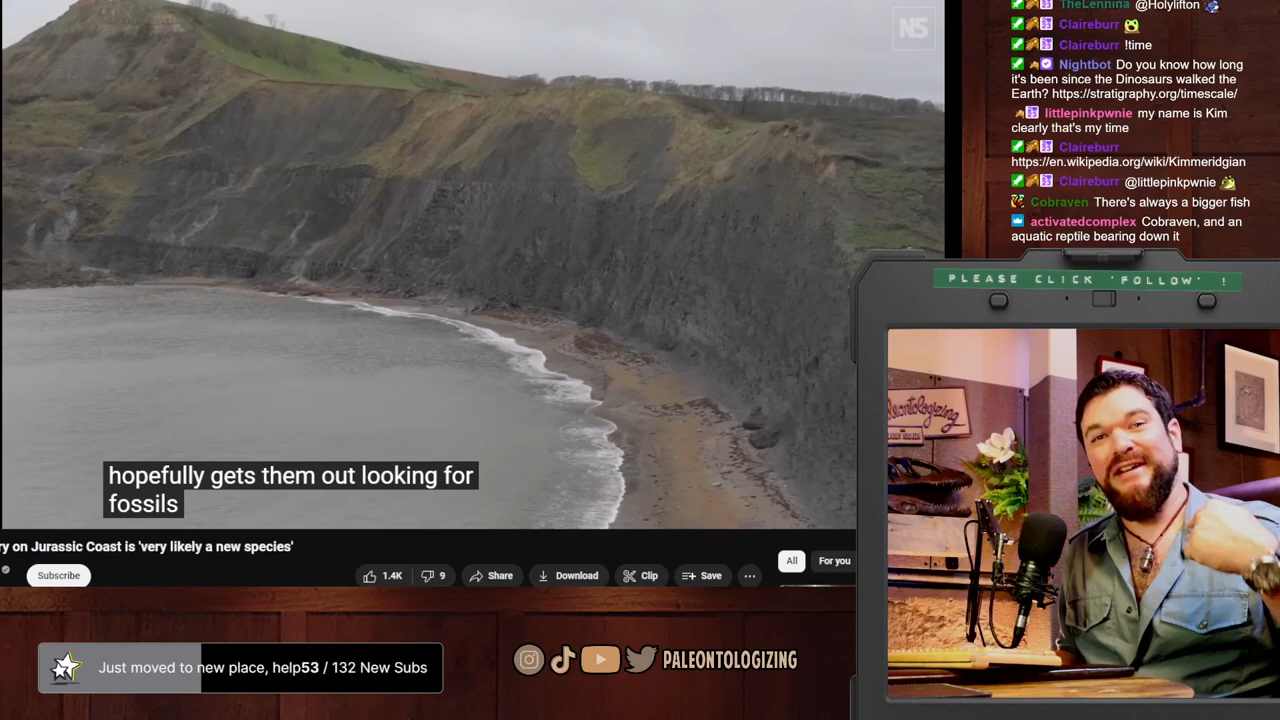 NS
TheLennina @Holylifton
Claireburr
Claireburr !time
Nightbot Do you know how long
it's been since the Dinosaurs walked the
Earth? https://stratigraphy.org/timescale/
littlepinkpwnie my name is Kim
clearly that's my time
Claireburr
https://en.wikipedia.org/wiki/Kimmeridgian
Claireburr @littlepinkpwnie
Cobraven There's always a bigger fish
activatedcomplex Cobraven, and an
aquatic reptile bearing down it
PLEASE CLICK 'FOLLOW' !
hopefully gets them out looking for
fossils
ry on Jurassic Coast is 'very likely a new species'
Subscribe
1.4K
9
Share
Download
Clip
Save
All
For you
Just moved to new place, help53 / 132 New Subs
PALEONTOLOGIZING